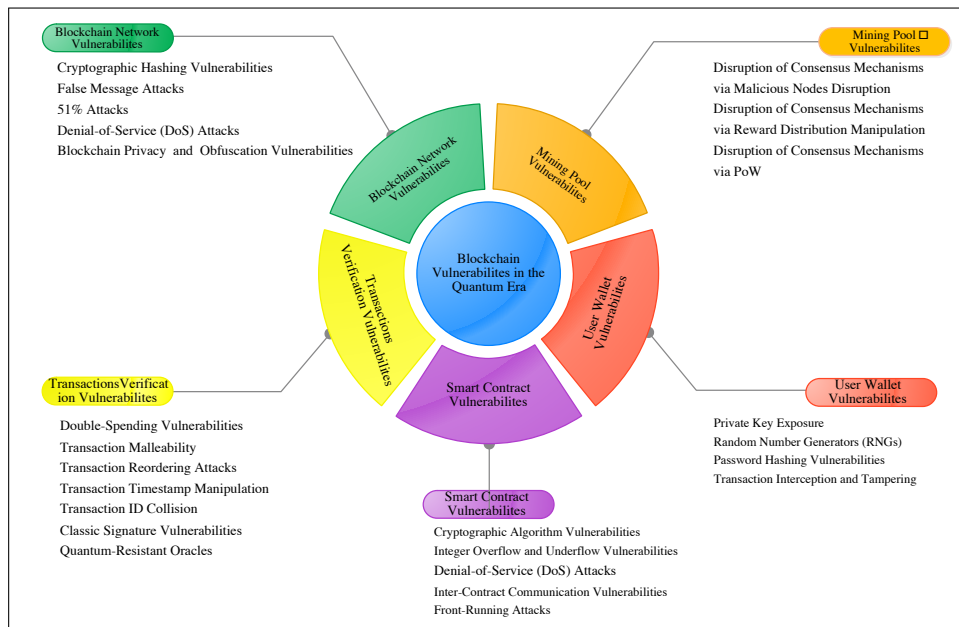 Blockchain Network
Vulnerabilites
Cryptographic Hashing Vulnerabilities
False Message Attacks
51% Attacks
Denial-of-Service (DoS) Attacks
Blockchain Privacy and Obfuscation Vulnerabilities
Mining Pool □
Vulnerabilites
Disruption of Consensus Mechanisms
via Malicious Nodes Disruption
Disruption of Consensus Mechanisms
via Reward Distribution Manipulation
Disruption of Consensus Mechanisms
via PoW
Blockchain Network
Vulnerabilites
Mining Pool
Vulnerabilites
Transactions
Verification Vulnerabilites
Blockchain
Vulnerabilites in the
Quantum Era
User Wallet
Vulnerabilites
Smart Contract
Vulnerabilites
TransactionsVerificat
ion Vulnerabilites
Double-Spending Vulnerabilities
Transaction Malleability
Transaction Reordering Attacks
Transaction Timestamp Manipulation
Transaction ID Collision
Classic Signature Vulnerabilities
Quantum-Resistant Oracles
Smart Contract
Vulnerabilites
Cryptographic Algorithm Vulnerabilities
Integer Overflow and Underflow Vulnerabilities
Denial-of-Service (DoS) Attacks
Inter-Contract Communication Vulnerabilities
Front-Running Attacks
User Wallet
Vulnerabilites
Private Key Exposure
Random Number Generators (RNGs)
Password Hashing Vulnerabilities
Transaction Interception and Tampering